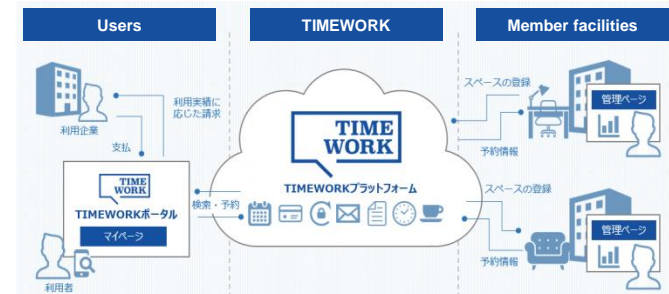 Users
TIMEWORK
Member facilities
利用企業
利用実績に
応じた請求
支払
TIME
WORK
TIMEWORKポータル
マイページ
利用者
検索・予約
TIME
WORK
TIMEWORKプラットフォーム
スペースの登録
管理ページ
予約情報
スペースの登録
管理ページ
予約情報